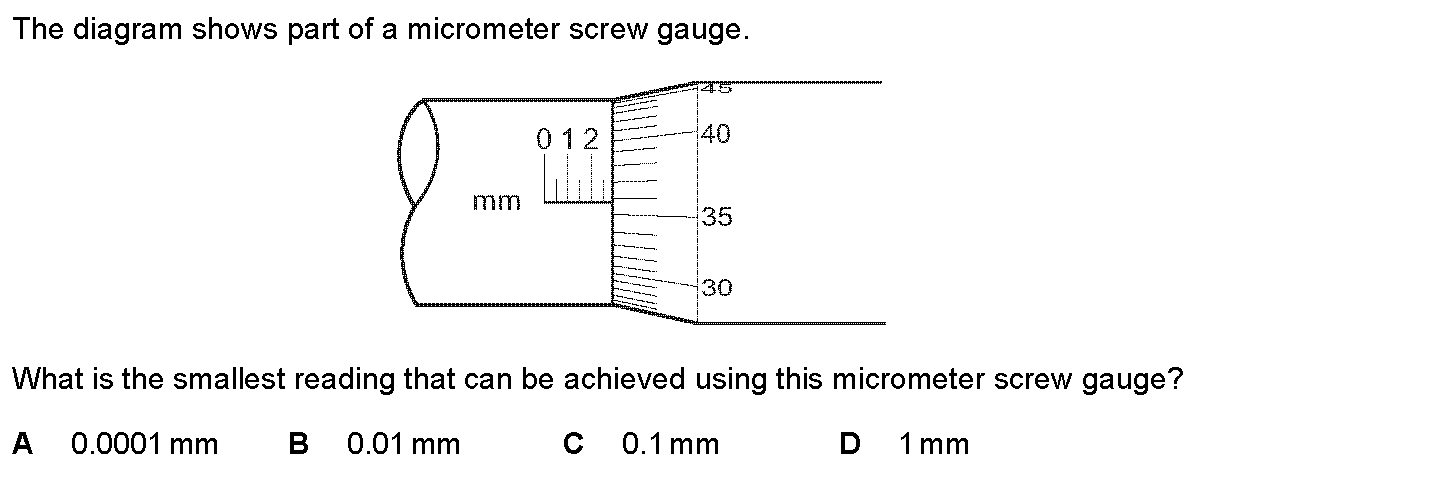 The diagram shows part of a micrometer screw gauge.
45
0 1 2
40
mm
35
30
What is the smallest reading that can be achieved using this micrometer screw gauge?
A 0.0001 mm B 0.01 mm C 0.1 mm D 1 mm